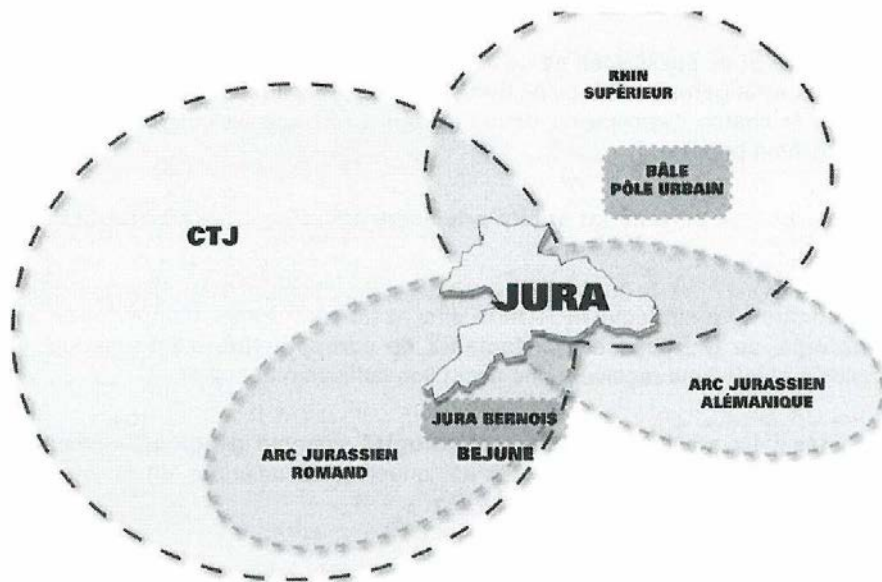 RHIN
SUPÉRIEUR
BÂLE
PÔLE URBAIN
CTJ
JURA
ARC JURASSIEN
ALÉMANIQUE
JURA BERNOIS
BEJUNE
ARC JURASSIEN
ROMAND